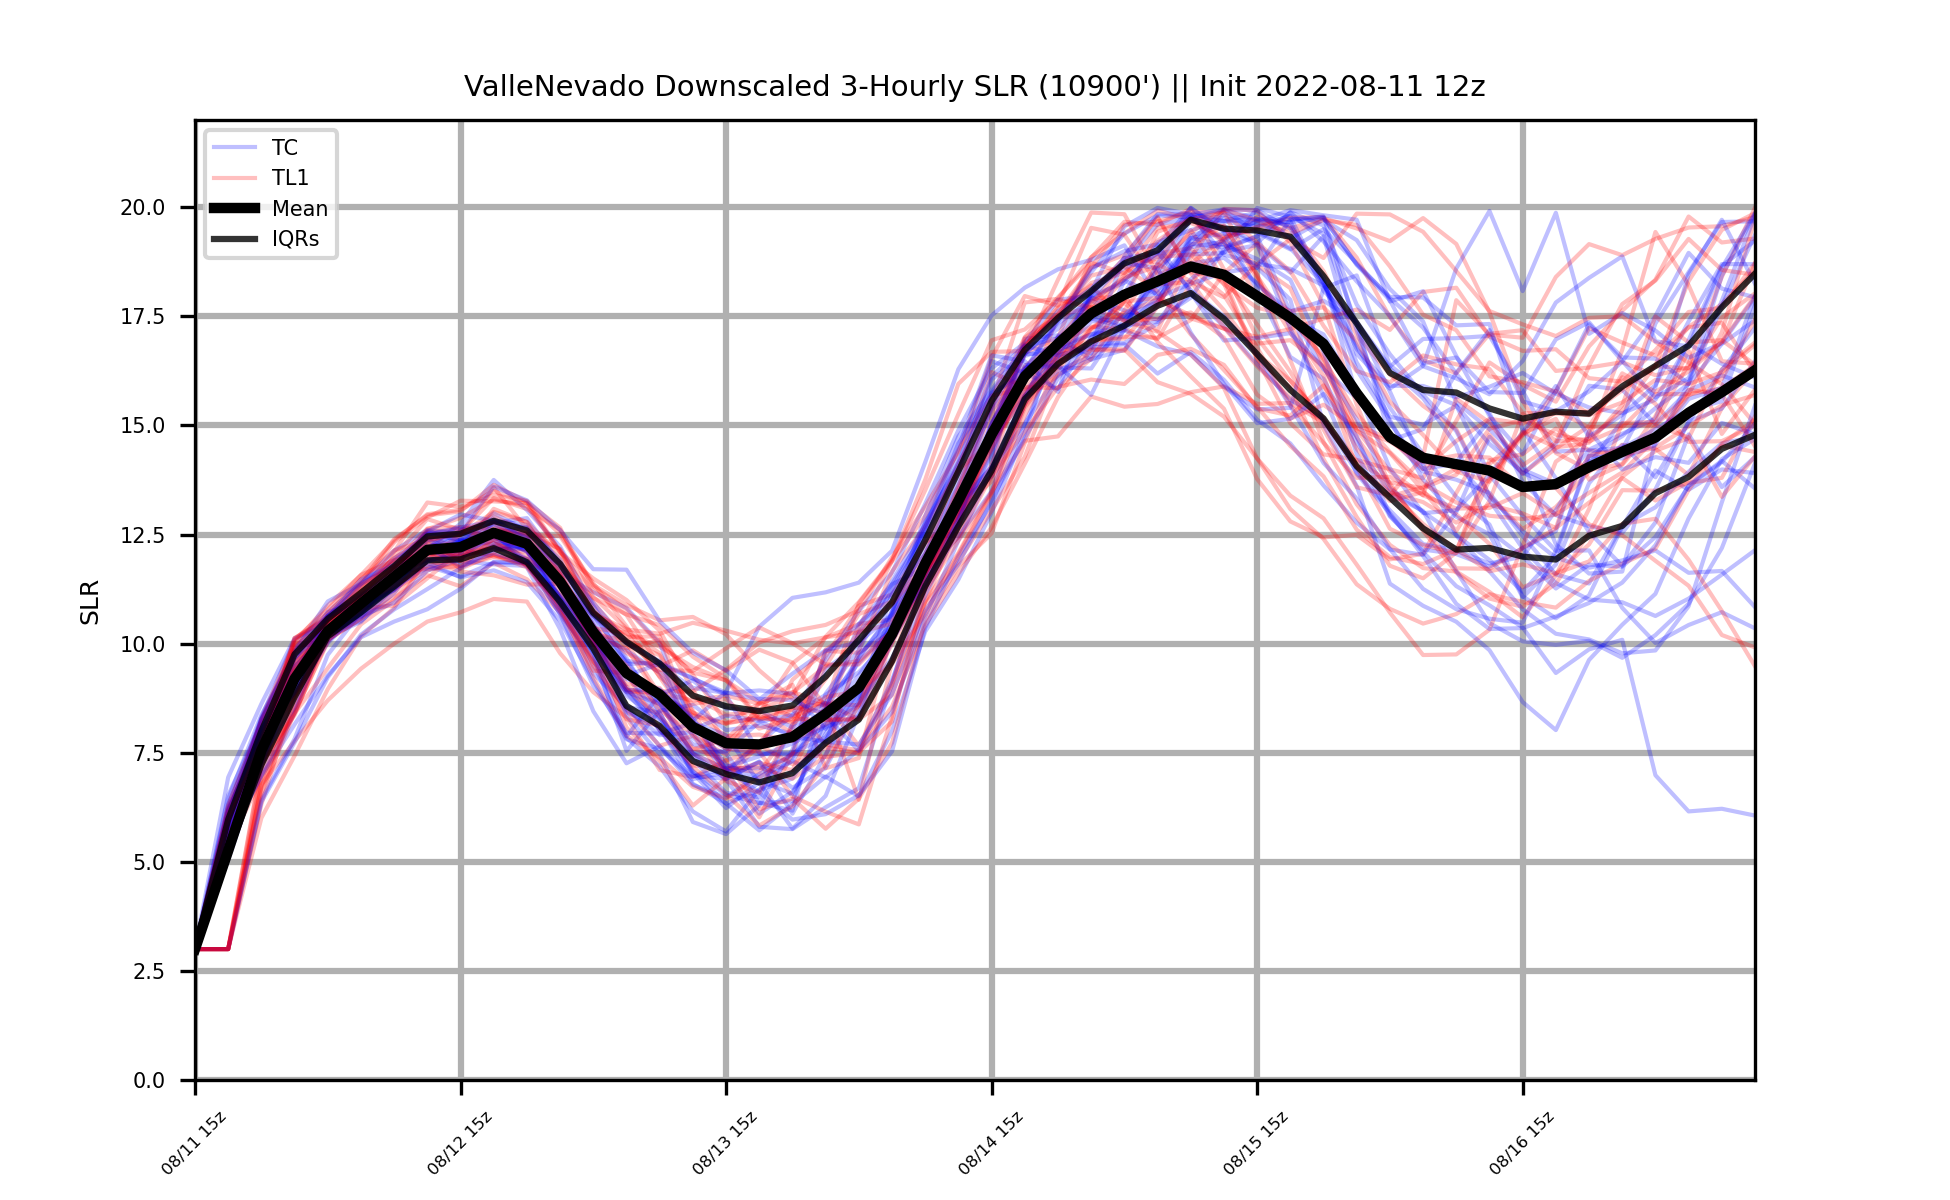 ValleNevado Downscaled 3-Hourly SLR (10900') || Init 2022-08-11 12z
TC
TL1
Mean
IQRs
20.0
17.5
15.0
12.5
10.0
7.5
5.0
2.5
0.0
SLR
08/11 15z
08/12 15z
08/13 15z
08/14 15z
08/15 15z
08/16 15z